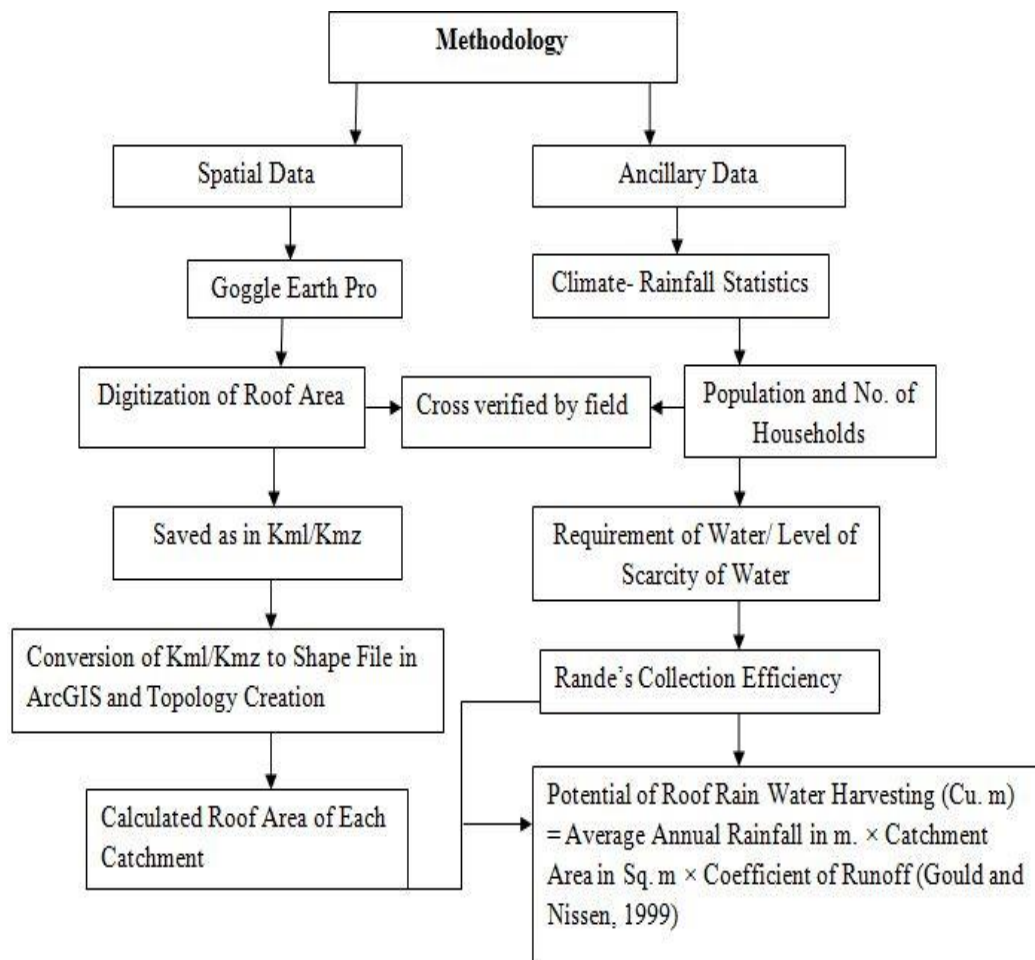 Methodology
Spatial Data
Ancillary Data
Goggle Earth Pro
Climate- Rainfall Statistics
Digitization of Roof Area
Cross verified by field
Population and No. of
Households
Saved as in Kml/Kmz
Requirement of Water/ Level of
Scarcity of Water
Conversion of Kml/Kmz to Shape File in
ArcGIS and Topology Creation
Rande's Collection Efficiency
Calculated Roof Area of Each
Catchment
Potential of Roof Rain Water Harvesting (Cu. m)
= Average Annual Rainfall in m. × Catchment
Area in Sq. m × Coefficient of Runoff (Gould and
Nissen, 1999)